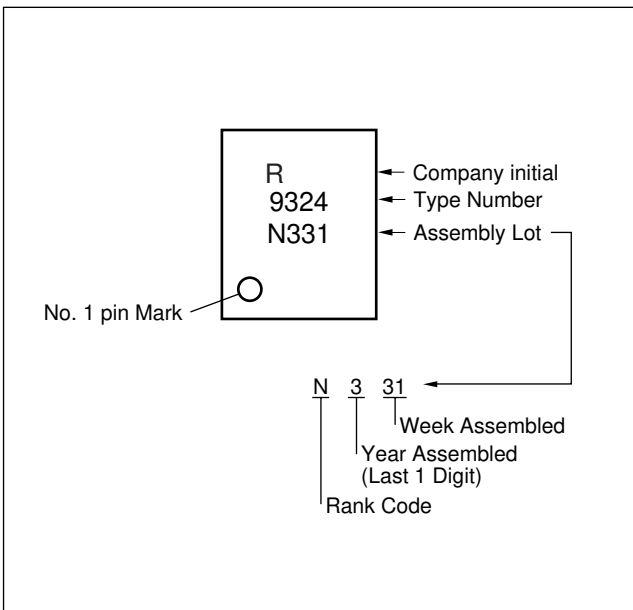 R
Company initial
9324
Type Number
N331
Assembly Lot
No. 1 pin Mark
N 3 31
Week Assembled
Year Assembled
(Last 1 Digit)
Rank Code